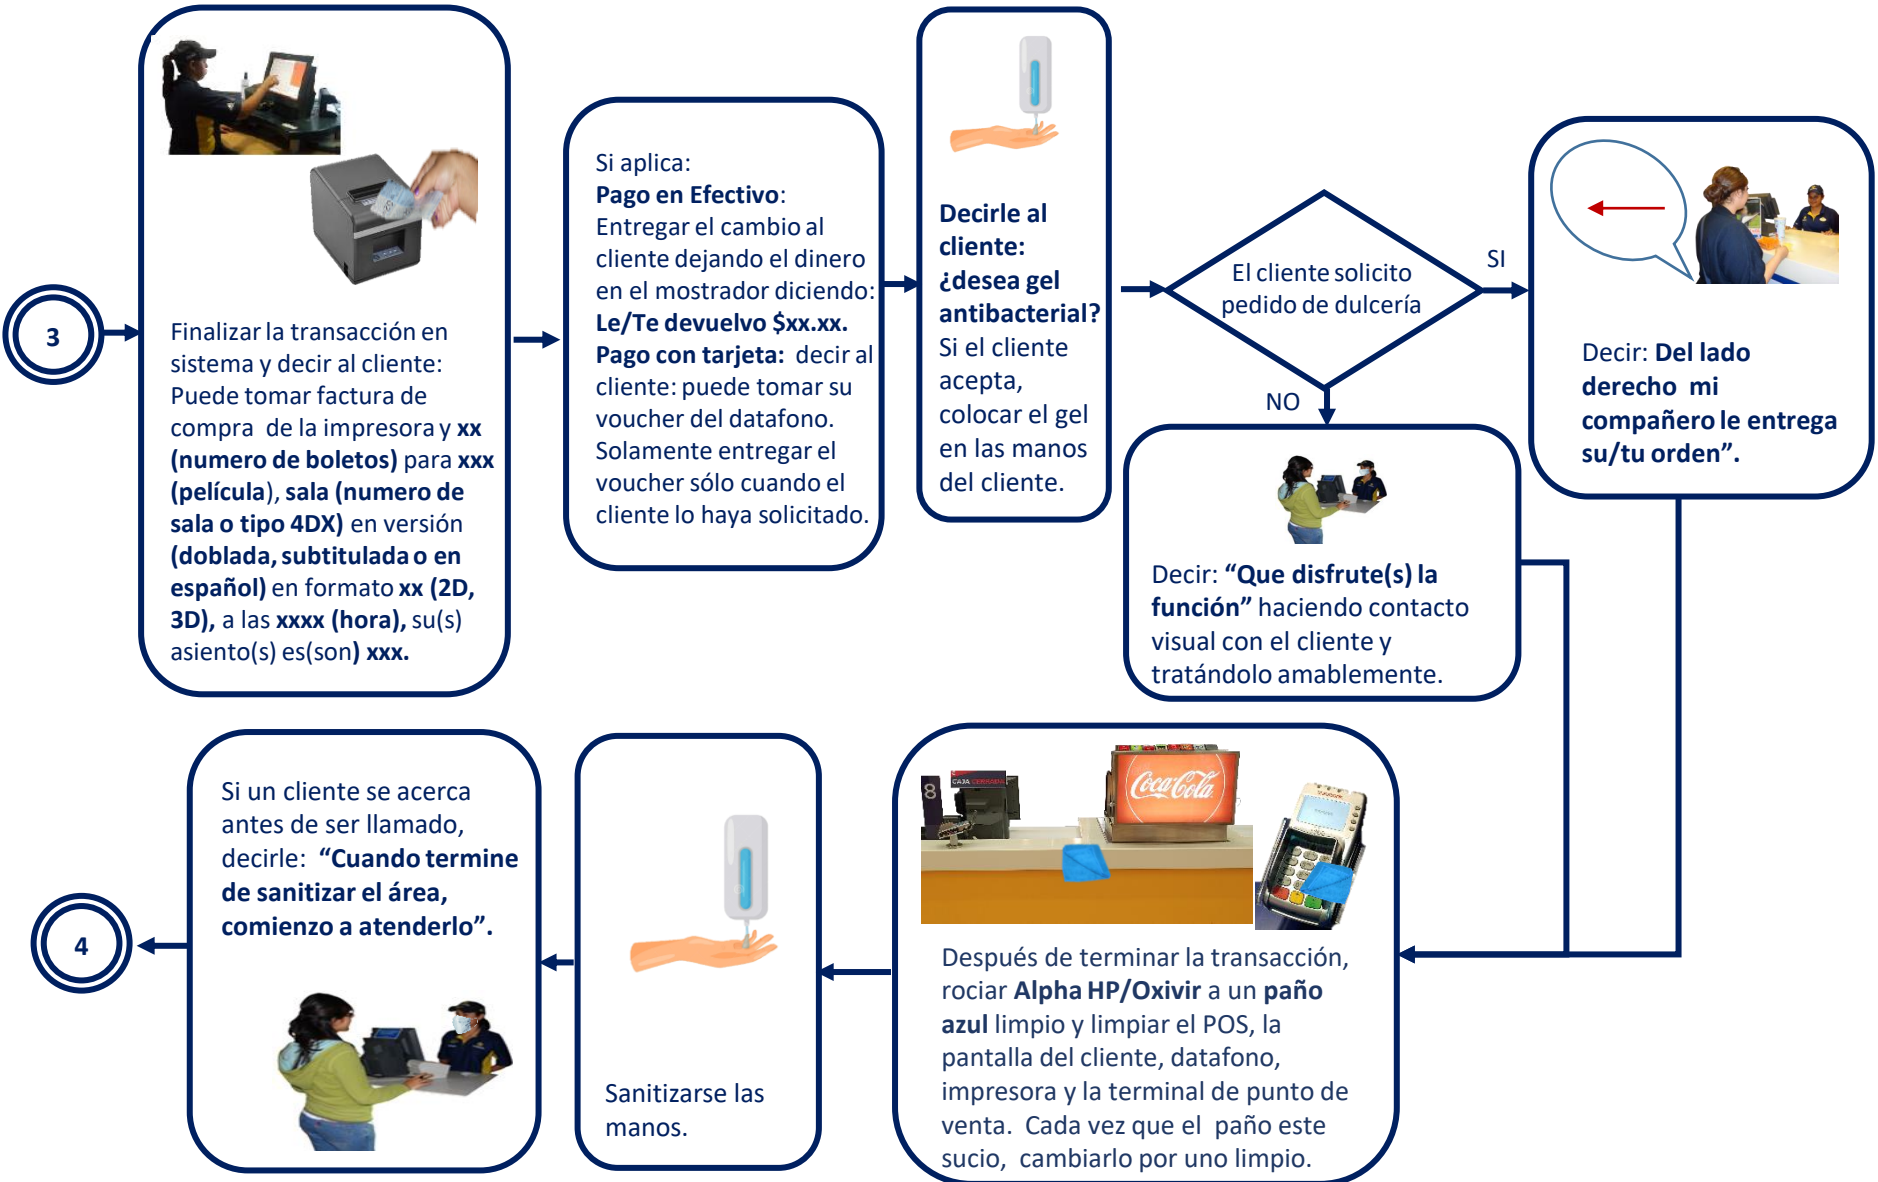 3
Finalizar la transacción en
sistema y decir al cliente:
Puede tomar factura de
compra de la impresora y xx
(numero de boletos) para xxx
(película), sala (numero de
sala o tipo 4DX) en versión
(doblada, subtitulada o en
español) en formato xx (2D,
3D), a las xxxx (hora), su(s)
asiento(s) es(son) xxx.
Si aplica:
Pago en Efectivo:
Entregar el cambio al
cliente dejando el dinero
en el mostrador diciendo:
Le/Te devuelvo $xx.xx.
Pago con tarjeta: decir al
cliente: puede tomar su
voucher del datafono.
Solamente entregar el
voucher sólo cuando el
cliente lo haya solicitado.
Decirle al
cliente:
¿desea gel
antibacterial?
Si el cliente
acepta,
colocar el gel
en las manos
del cliente.
El cliente solicito
pedido de dulcería
SI
NO
Decir: Del lado
derecho mi
compañero le entrega
su/tu orden”.
Decir: “Que disfrute(s) la
función” haciendo contacto
visual con el cliente y
tratándolo amablemente.
8
CAJA CERRADA
Coca-Cola
Después de terminar la transacción,
rociar Alpha HP/Oxivir a un paño
azul limpio y limpiar el POS, la
pantalla del cliente, datafono,
impresora y la terminal de punto de
venta. Cada vez que el paño este
sucio, cambiarlo por uno limpio.
Sanitizarse las
manos.
Si un cliente se acerca
antes de ser llamado,
decirle: “Cuando termine
de sanitizar el área,
comienzo a atenderlo”.
4